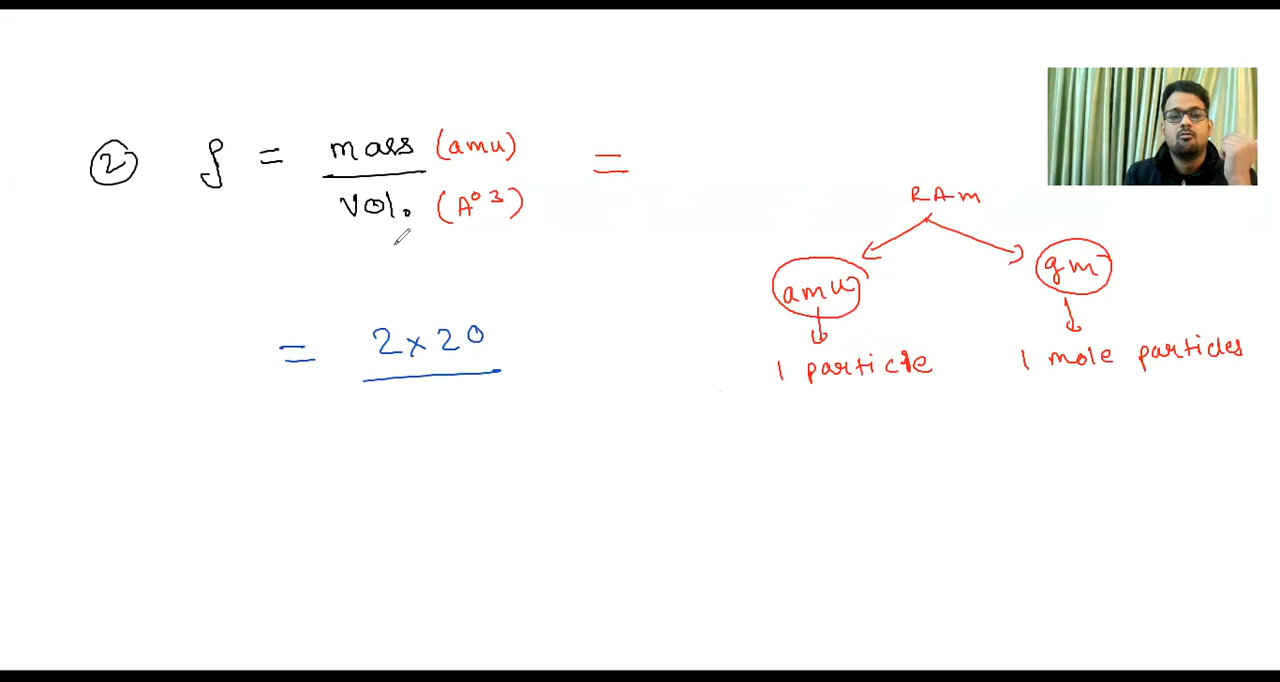 ② ρ = mass (amu) =
vol. (A°3)
= 2 × 20
RAM
amu
gm
1 particle
1 mole particles